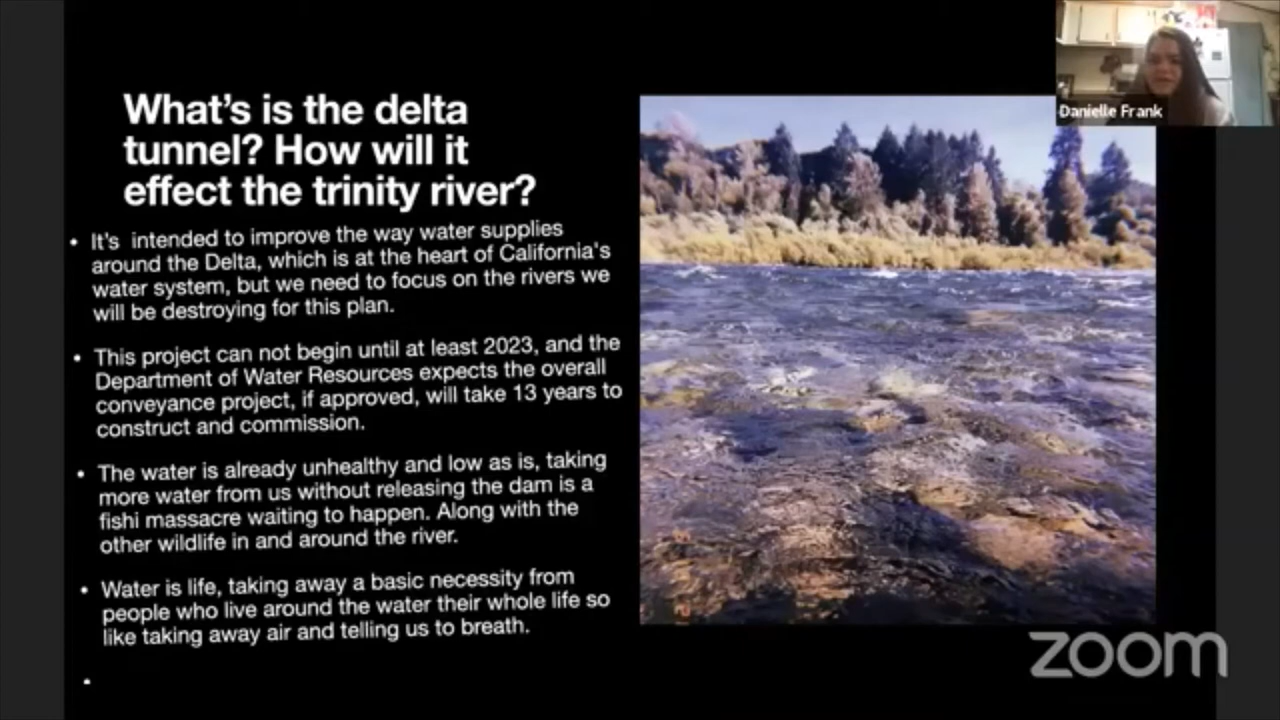 What's is the delta
tunnel? How will it
effect the trinity river?
• It's intended to improve the way water supplies
around the Delta, which is at the heart of California's
water system, but we need to focus on the rivers we
will be destroying for this plan.
• This project can not begin until at least 2023, and the
Department of Water Resources expects the overall
conveyance project, if approved, will take 13 years to
construct and commission.
• The water is already unhealthy and low as is, taking
more water from us without releasing the dam is a
fishi massacre waiting to happen. Along with the
other wildlife in and around the river.
• Water is life, taking away a basic necessity from
people who live around the water their whole life so
like taking away air and telling us to breath.
•
Danielle Frank
zoom